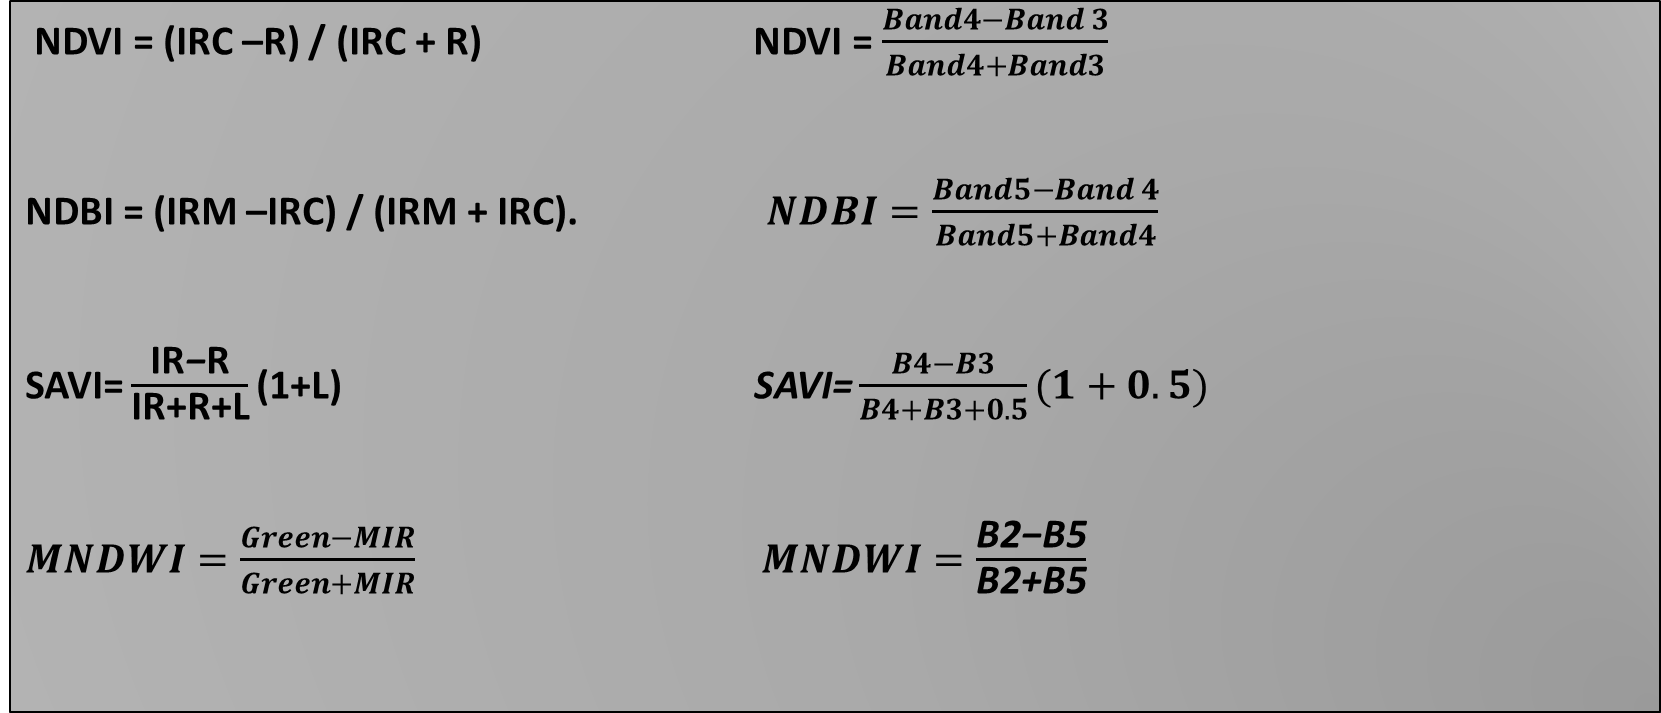 NDVI = (IRC –R) / (IRC + R)
NDVI = Band4−Band 3 / Band4+Band3
NDBI = (IRM –IRC) / (IRM + IRC).
NDBI = Band5−Band 4 / Band5+Band4
SAVI= IR−R / IR+R+L (1+L)
SAVI= B4−B3 / B4+B3+0.5 (1 + 0.5)
MNDWI = Green−MIR / Green+MIR
MNDWI = B2−B5 / B2+B5